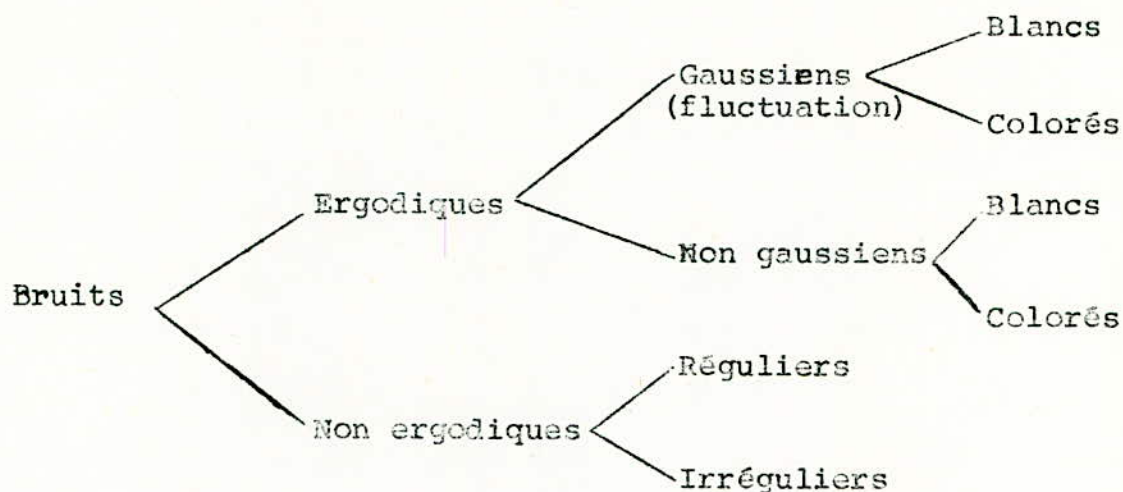 Blancs
Gaussiens
(fluctuation)
Colorés
Ergodiques
Blancs
Non gaussiens
Bruits
Colorés
Réguliers
Non ergodiques
Irréguliers